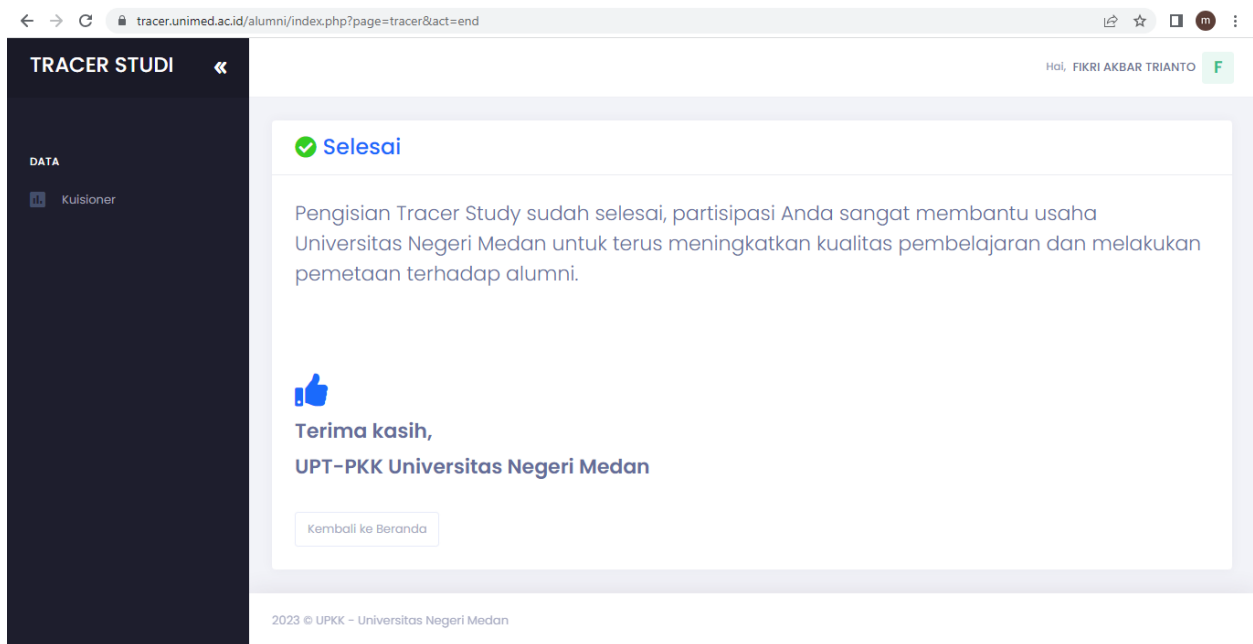 tracer.unimed.ac.id/alumni/index.php?page=tracer&act=end
m
TRACER STUDI
Hai, FIKRI AKBAR TRIANTO F
DATA
Kuisioner
Selesai
Pengisian Tracer Study sudah selesai, partisipasi Anda sangat membantu usaha
Universitas Negeri Medan untuk terus meningkatkan kualitas pembelajaran dan melakukan
pemetaan terhadap alumni.
Terima kasih,
UPT-PKK Universitas Negeri Medan
Kembali ke Beranda
2023 © UPKK - Universitas Negeri Medan